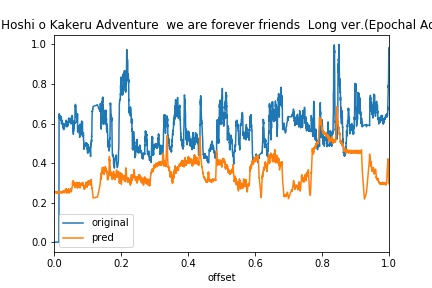 Hoshi o Kakeru Adventure we are forever friends Long ver.(Epochal
1.0
0.8
0.6
0.4
0.2
0.0
original
pred
0.0 0.2 0.4 0.6 0.8 1.0
offset